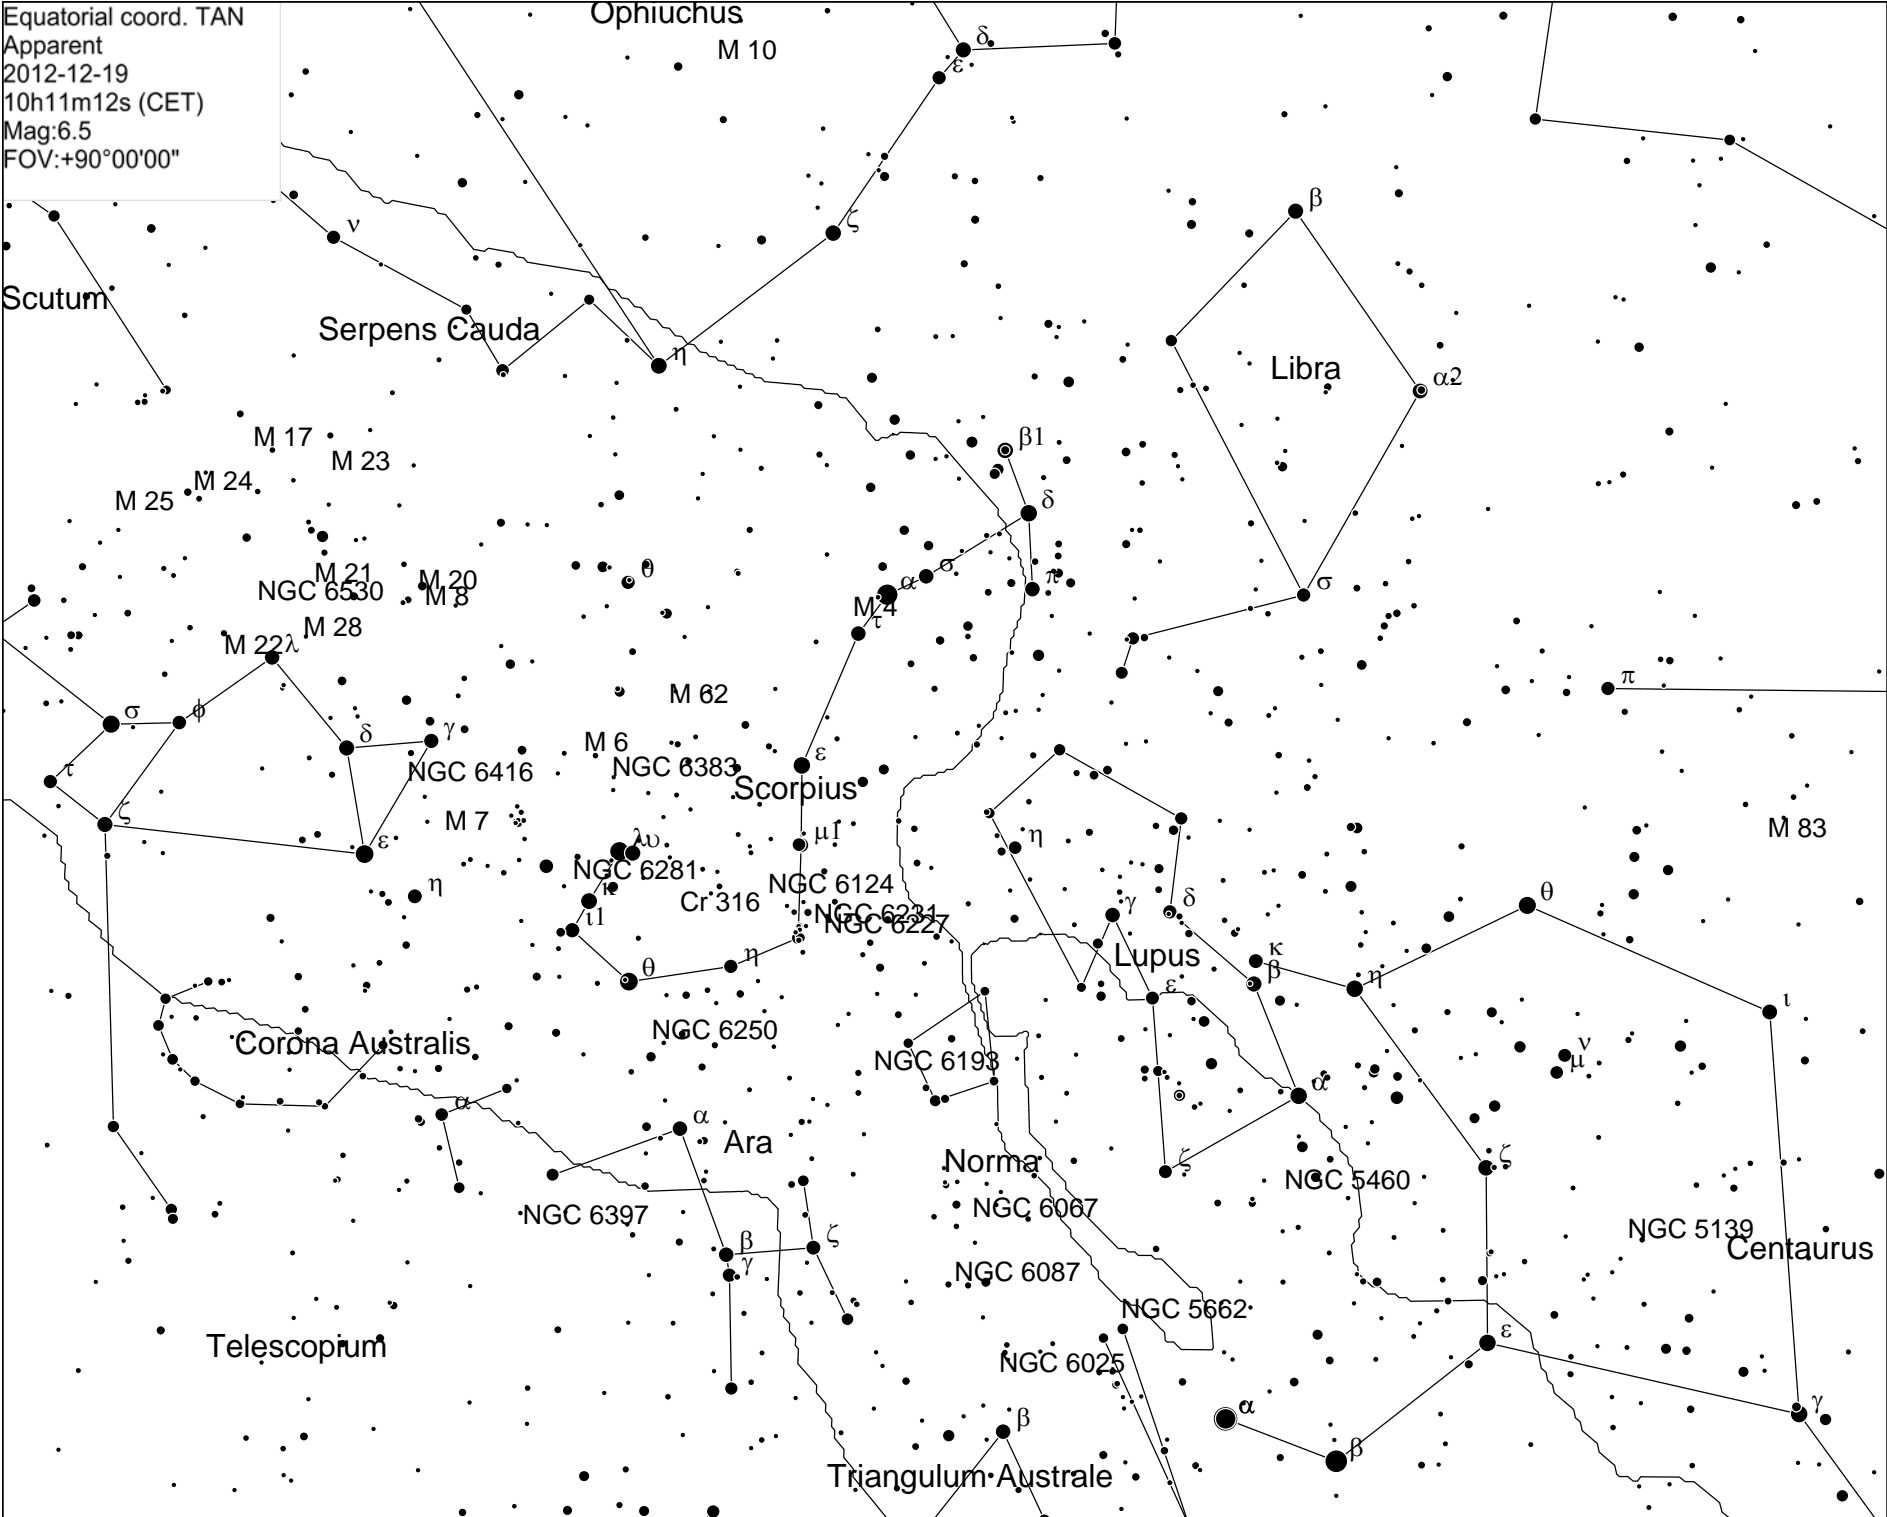 Equatorial coord. TAN
Apparent
2012-12-19
10h11m12s (CET)
Mag:6.5
FOV:+90°00'00"
Ophiuchus
M 10
δ
ε
ν
ζ
β
Scutum
Serpens Cauda
η
Libra
α2
M 17
M 23
β1
M 24
M 25
δ
M 21
M 20
NGC 6530
M 8
θ
α
σ
π
σ
M 4
τ
M 28
M 22
λ
M 62
π
σ
φ
δ
γ
M 6
ε
τ
NGC 6416
NGC 6383
Scorpius
ζ
M 7
μ1
M 83
ε
λ
υ
η
NGC 6281
η
κ
Cr 316
NGC 6124
ι1
NGC 6231
NGC 6227
γ
δ
θ
Lupus
κ
θ
η
β
η
ε
ι
Corona Australis
NGC 6250
NGC 6193
ν
μ
α
α
α
Ara
Norma
ζ
NGC 5460
ζ
NGC 6397
NGC 6067
β
ζ
NGC 5139
Centaurus
γ
NGC 6087
NGC 5662
Telescopium
NGC 6025
ε
β
α
γ
β
Triangulum Australe